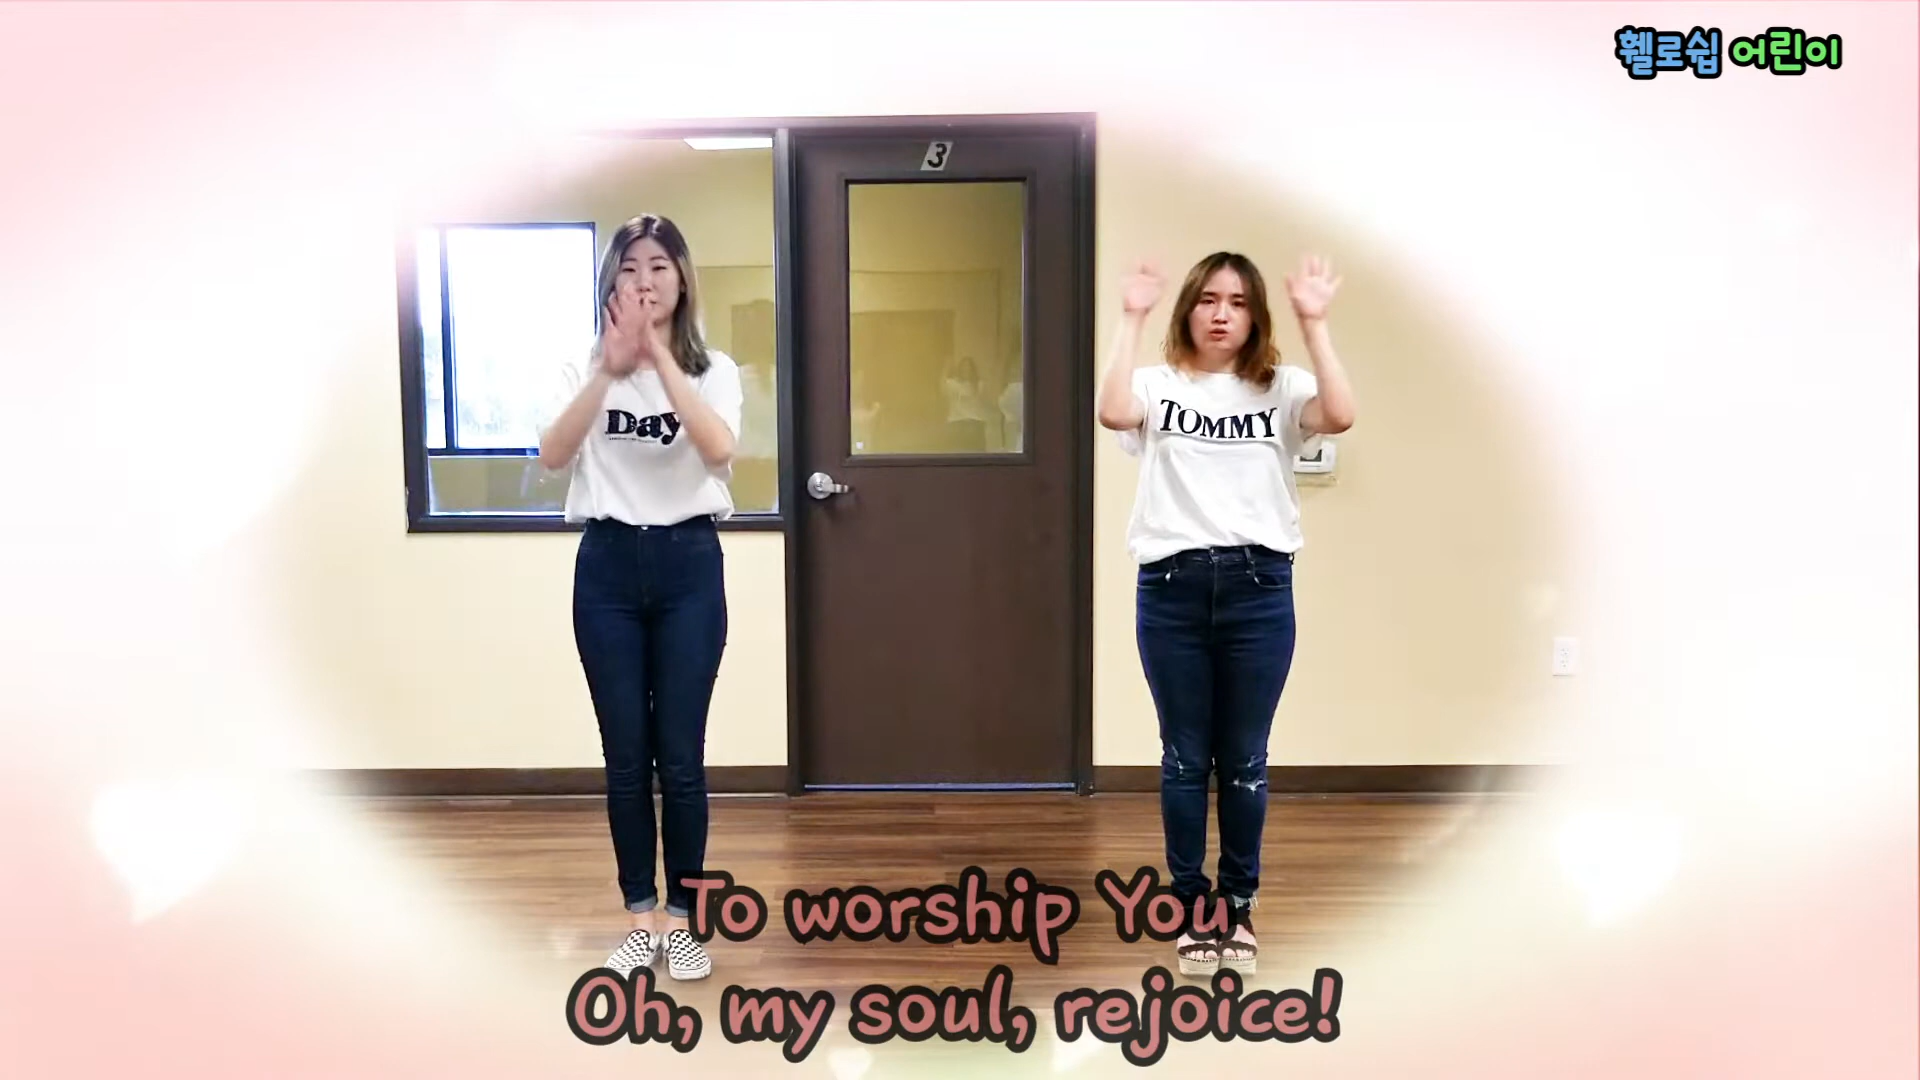 휄로쉽 어린이
3
Day
TOMMY
To worship You
Oh, my soul, rejoice!